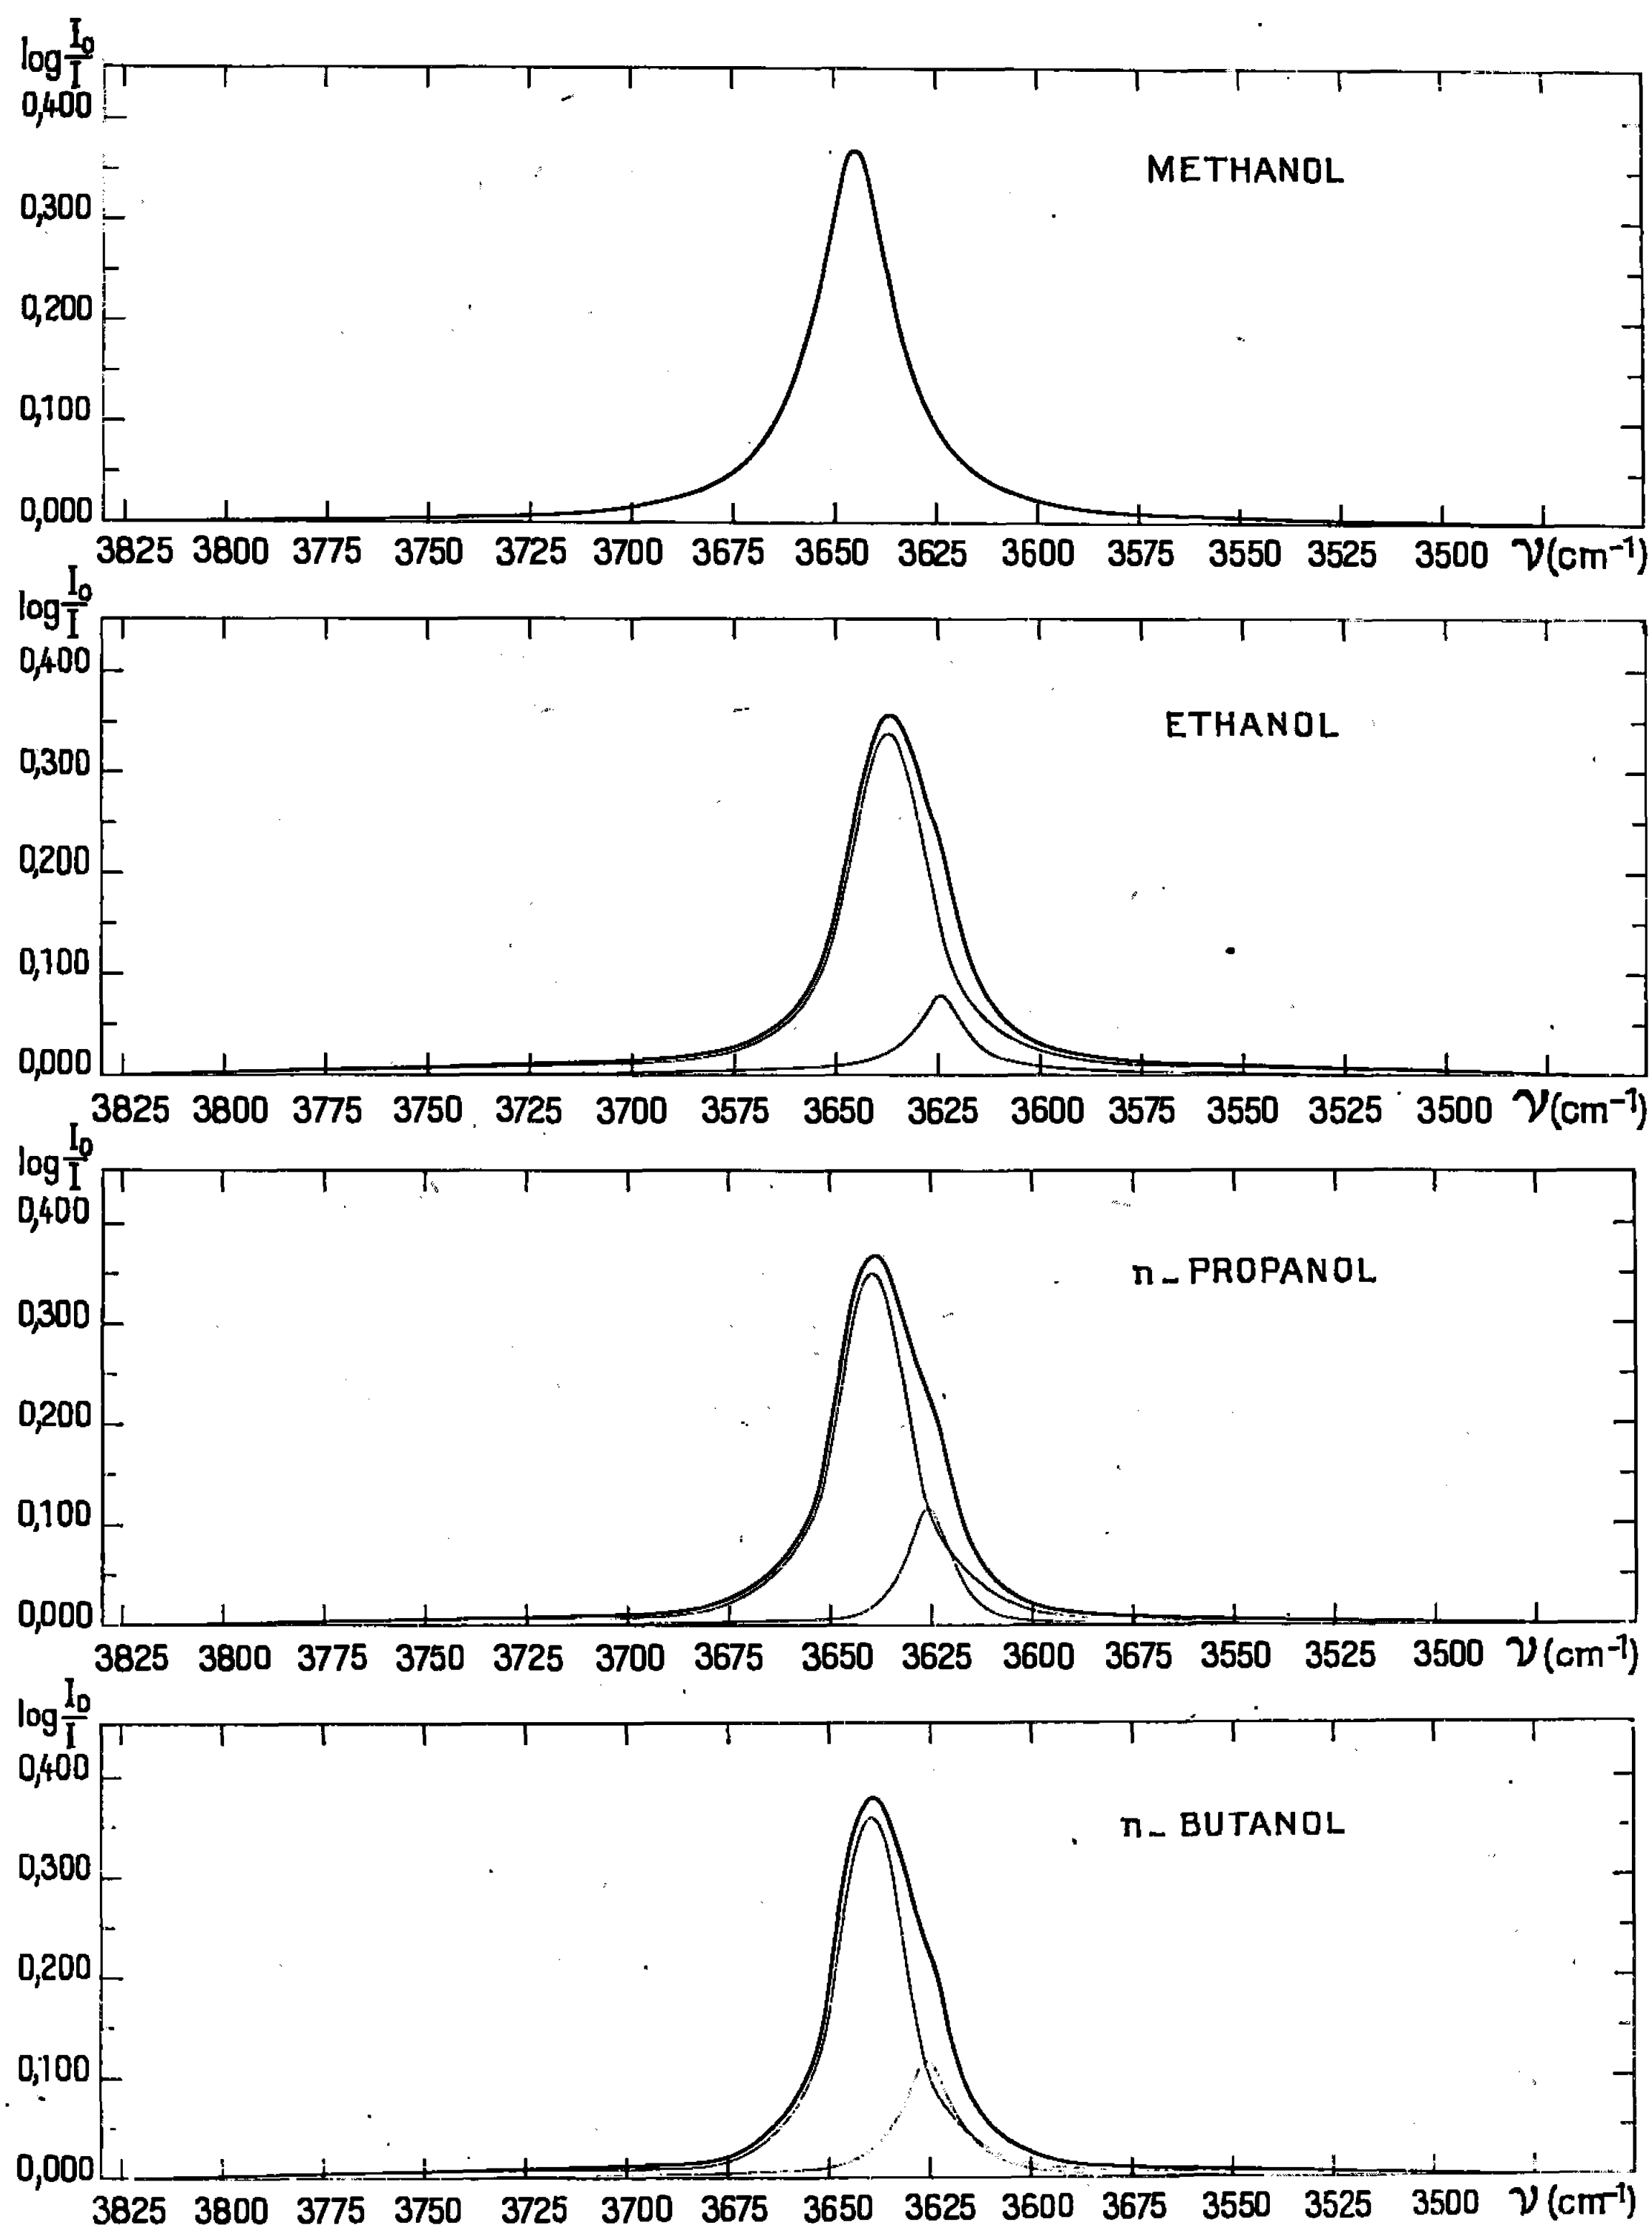 log I₀/I
0,400
METHANOL
0,300
0,200
0,100
0,000
3825 3800 3775 3750 3725 3700 3675 3650 3625 3600 3575 3550 3525 3500 ν(cm⁻¹)
log I₀/I
0,400
ETHANOL
0,300
0,200
0,100
0,000
3825 3800 3775 3750 3725 3700 3575 3650 3625 3600 3575 3550 3525 3500 ν(cm⁻¹)
log I₀/I
0,400
n_PROPANOL
0,300
0,200
0,100
0,000
3825 3800 3775 3750 3725 3700 3675 3650 3625 3600 3675 3550 3525 3500 ν(cm⁻¹)
log I₀/I
0,400
n_ BUTANOL
0,300
0,200
0,100
0,000
3825 3800 3775 3750 3725 3700 3675 3650 3625 3600 3675 3550 3525 3500 ν(cm⁻¹)